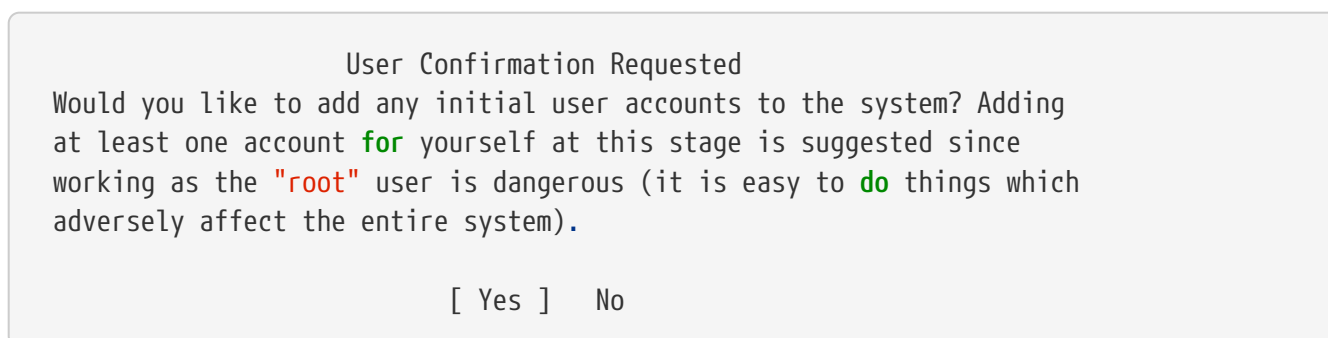 User Confirmation Requested
Would you like to add any initial user accounts to the system? Adding
at least one account for yourself at this stage is suggested since
working as the "root" user is dangerous (it is easy to do things which
adversely affect the entire system).
[ Yes ] No